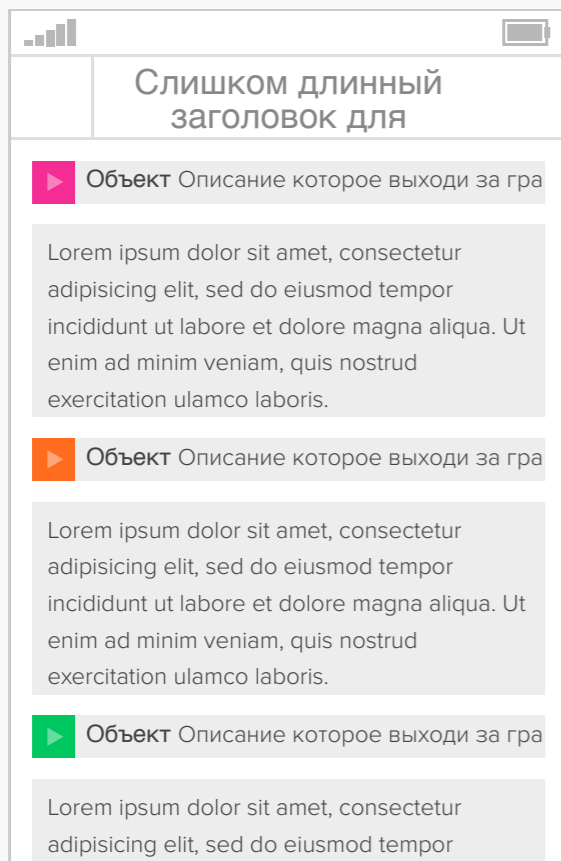 Слишком длинный
заголовок для
Объект Описание которое выходи за гра
Lorem ipsum dolor sit amet, consectetur
adipisicing elit, sed do eiusmod tempor
incididunt ut labore et dolore magna aliqua. Ut
enim ad minim veniam, quis nostrud
exercitation ulamco laboris.
Объект Описание которое выходи за гра
Lorem ipsum dolor sit amet, consectetur
adipisicing elit, sed do eiusmod tempor
incididunt ut labore et dolore magna aliqua. Ut
enim ad minim veniam, quis nostrud
exercitation ulamco laboris.
Объект Описание которое выходи за гра
Lorem ipsum dolor sit amet, consectetur
adipisicing elit, sed do eiusmod tempor